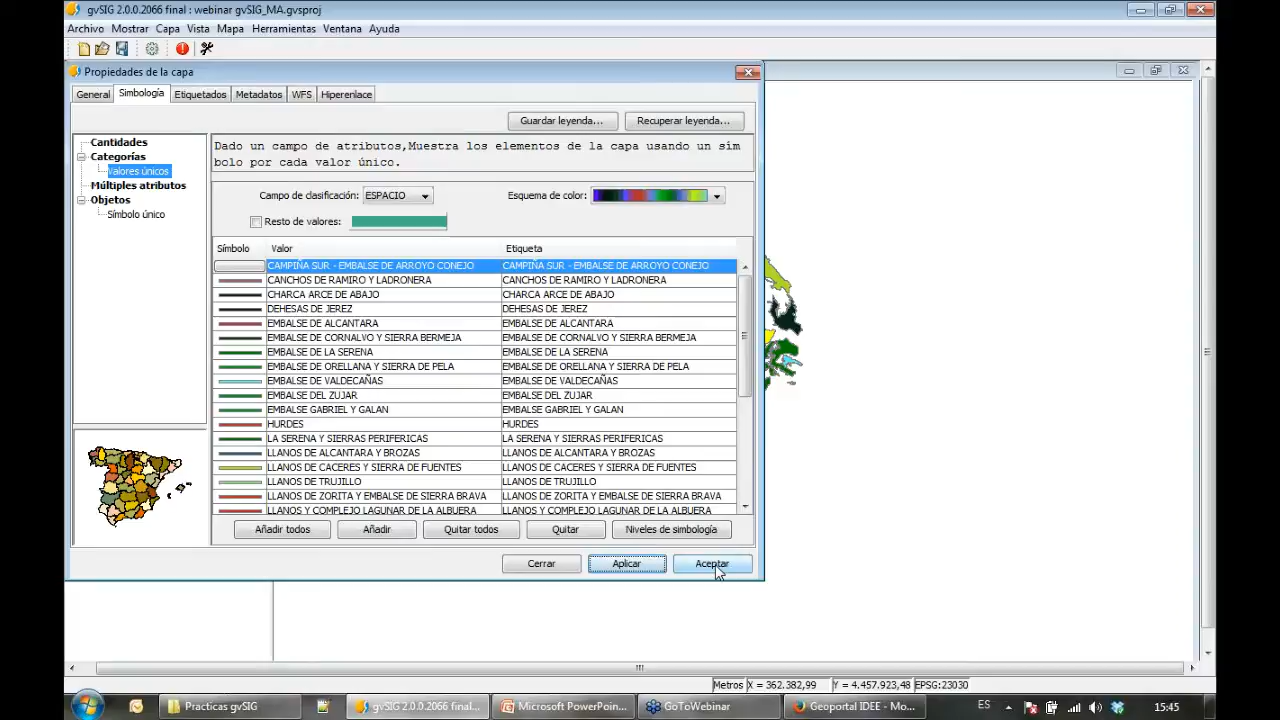 gvSIG 2.0.0.2066 final : webinar gvSIG_MA.gvsproj
Archivo Mostrar Capa Vista Mapa Herramientas Ventana Ayuda
Propiedades de la capa
General Simbología Etiquetados Metadatos WFS Hiperenlace
Guardar leyenda... Recuperar leyenda...
Cantidades
Categorías
Valores únicos
Múltiples atributos
Objetos
Símbolo único
Dado un campo de atributos,Muestra los elementos de la capa usando un sím
bolo por cada valor único.
Campo de clasificación: ESPACIO Esquema de color:
Resto de valores:
Símbolo Valor Etiqueta
CAMPIÑA SUR - EMBALSE DE ARROYO CONEJO CAMPIÑA SUR - EMBALSE DE ARROYO CONEJO
CANCHOS DE RAMIRO Y LADRONERA CANCHOS DE RAMIRO Y LADRONERA
CHARCA ARCE DE ABAJO CHARCA ARCE DE ABAJO
DEHESAS DE JEREZ DEHESAS DE JEREZ
EMBALSE DE ALCANTARA EMBALSE DE ALCANTARA
EMBALSE DE CORNALVO Y SIERRA BERMEJA EMBALSE DE CORNALVO Y SIERRA BERMEJA
EMBALSE DE LA SERENA EMBALSE DE LA SERENA
EMBALSE DE ORELLANA Y SIERRA DE PELA EMBALSE DE ORELLANA Y SIERRA DE PELA
EMBALSE DE VALDECAÑAS EMBALSE DE VALDECAÑAS
EMBALSE DEL ZUJAR EMBALSE DEL ZUJAR
EMBALSE GABRIEL Y GALAN EMBALSE GABRIEL Y GALAN
HURDES HURDES
LA SERENA Y SIERRAS PERIFERICAS LA SERENA Y SIERRAS PERIFERICAS
LLANOS DE ALCANTARA Y BROZAS LLANOS DE ALCANTARA Y BROZAS
LLANOS DE CACERES Y SIERRA DE FUENTES LLANOS DE CACERES Y SIERRA DE FUENTES
LLANOS DE TRUJILLO LLANOS DE TRUJILLO
LLANOS DE ZORITA Y EMBALSE DE SIERRA BRAVA LLANOS DE ZORITA Y EMBALSE DE SIERRA BRAVA
LLANOS Y COMPLEJO LAGUNAR DE LA ALBUERA LLANOS Y COMPLEJO LAGUNAR DE LA ALBUERA
Añadir todos Añadir Quitar todos Quitar Niveles de simbología
Cerrar Aplicar Aceptar
Metros X = 362.382,99 Y = 4.457.923,48 EPSG:23030
Practicas gvSIG gvSIG 2.0.0.2066 final... Microsoft PowerPoin... GoToWebinar Geoportal IDEE - Mo... ES 15:45